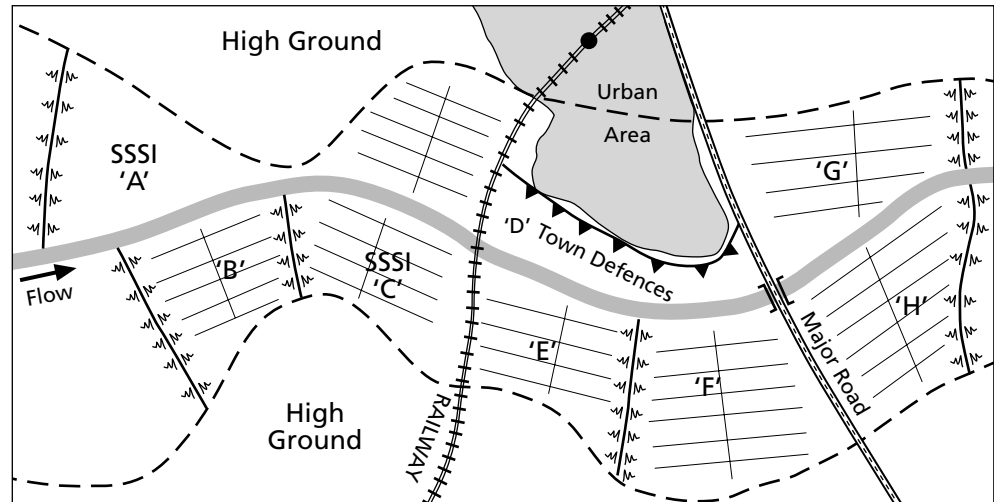 High Ground
Urban
Area
SSSI
'A'
'G'
'D' Town Defences
'B'
SSSI
'C'
Flow
'H'
Major Road
'E'
'F'
RAILWAY
High
Ground